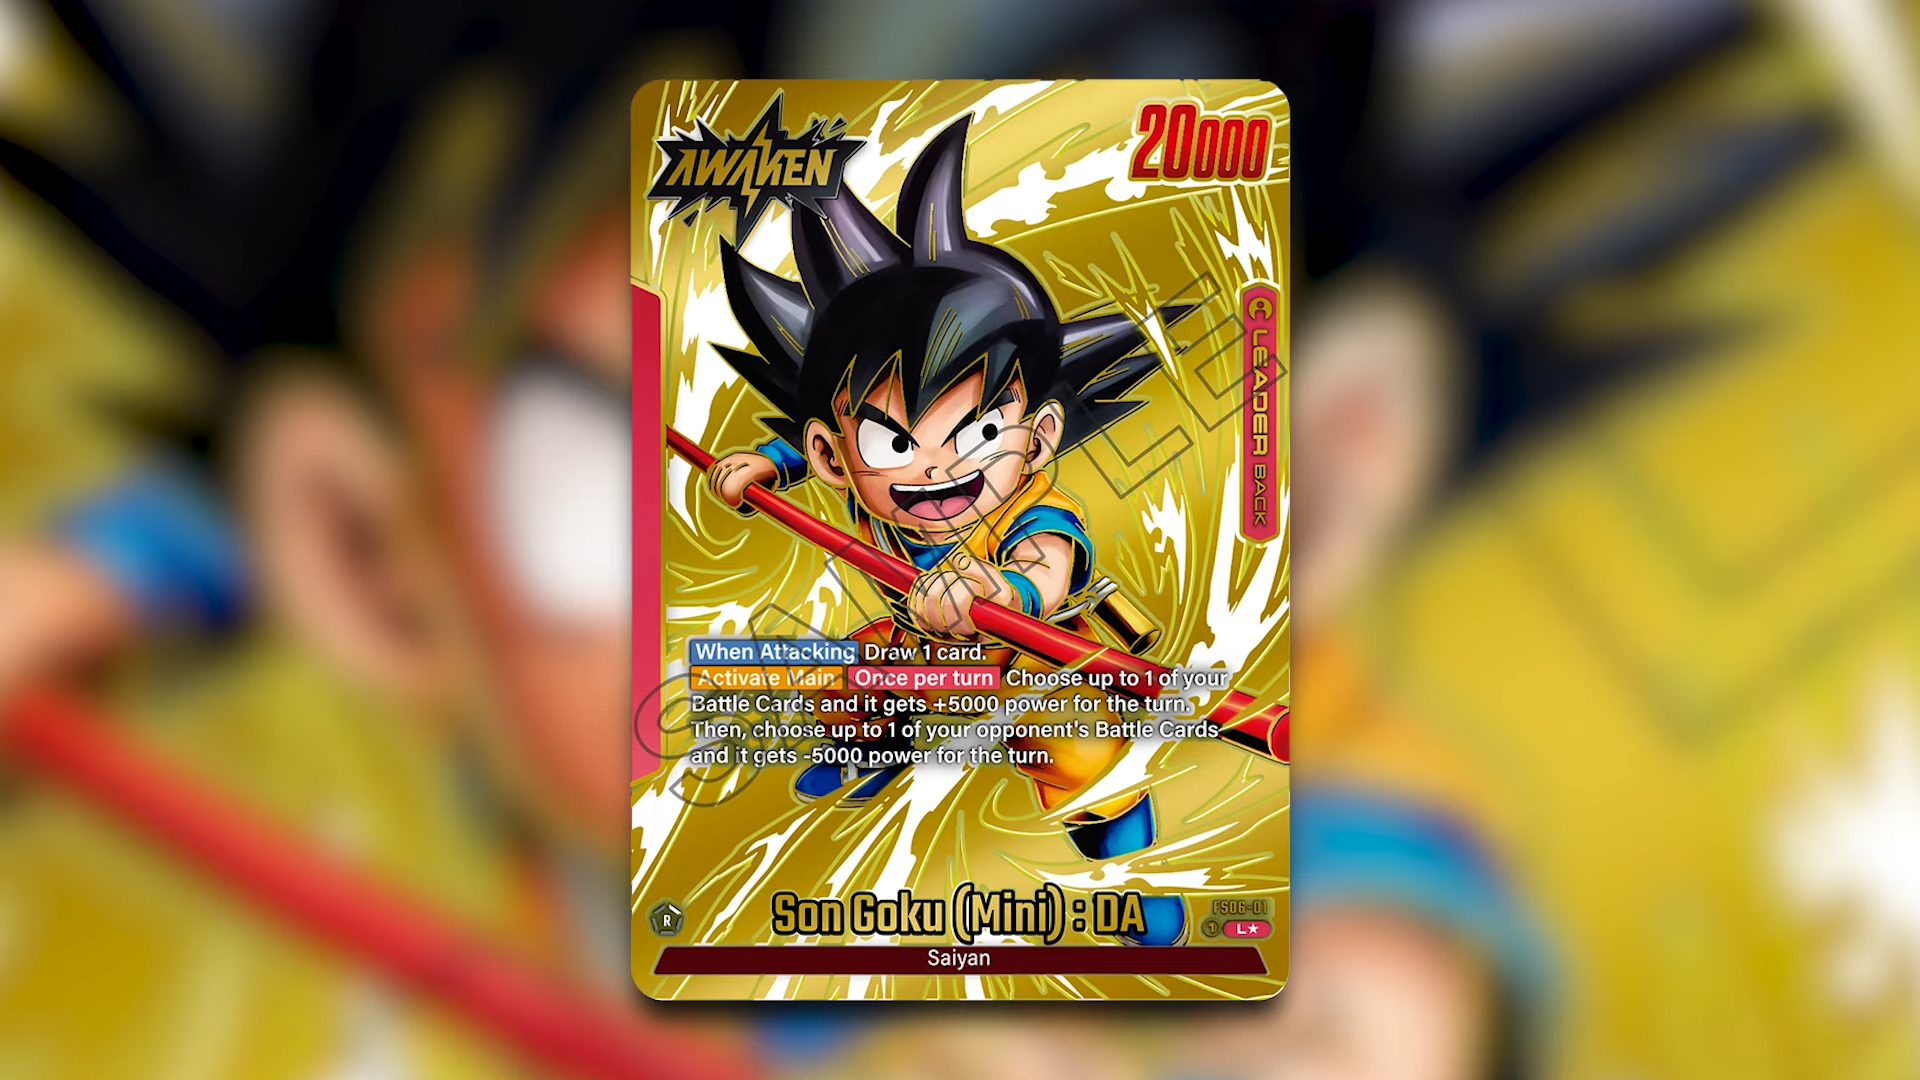 AWAKEN
20000
LEADER BACK
SAMPLE
When Attacking Draw 1 card.
Activate Main Once per turn Choose up to 1 of your
Battle Cards and it gets +5000 power for the turn.
Then, choose up to 1 of your opponent's Battle Cards
and it gets -5000 power for the turn.
R
Son Goku (Mini) : DA
FS06-01
1 L★
Saiyan